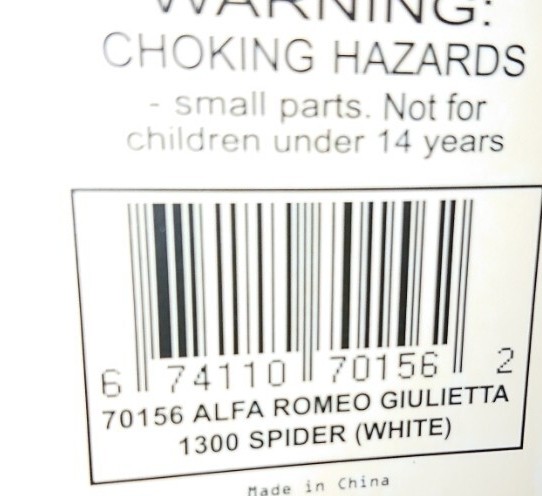 WARNING:
CHOKING HAZARDS
- small parts. Not for
children under 14 years
6 74110 70156 2
70156 ALFA ROMEO GIULIETTA
1300 SPIDER (WHITE)
Made in China